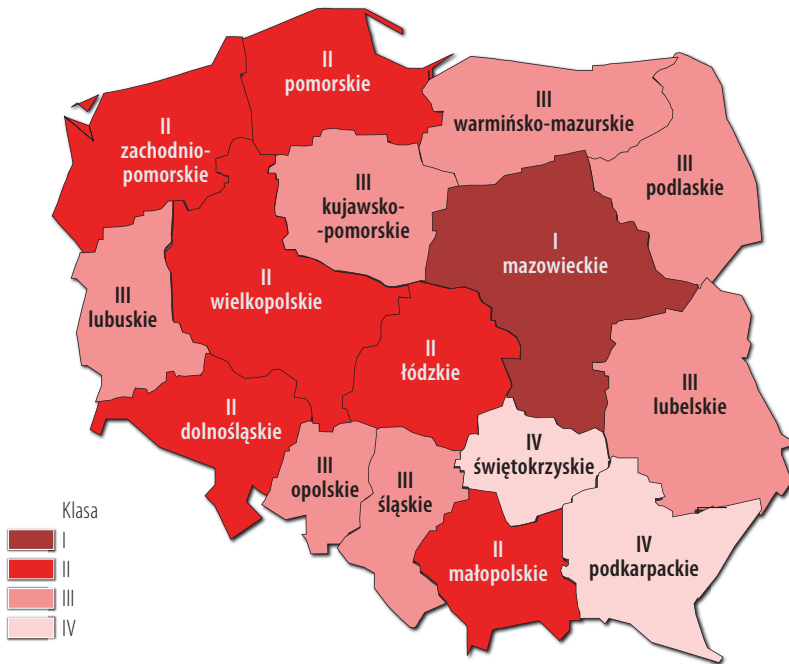 II
pomorskie
III
warmińsko-mazurskie
II
zachodnio-
pomorskie
III
podlaskie
III
kujawsko-
-pomorskie
I
mazowieckie
II
wielkopolskie
III
lubuskie
II
łódzkie
III
lubelskie
II
dolnośląskie
IV
świętokrzyskie
III
opolskie
III
śląskie
II
małopolskie
IV
podkarpackie
Klasa
I
II
III
IV